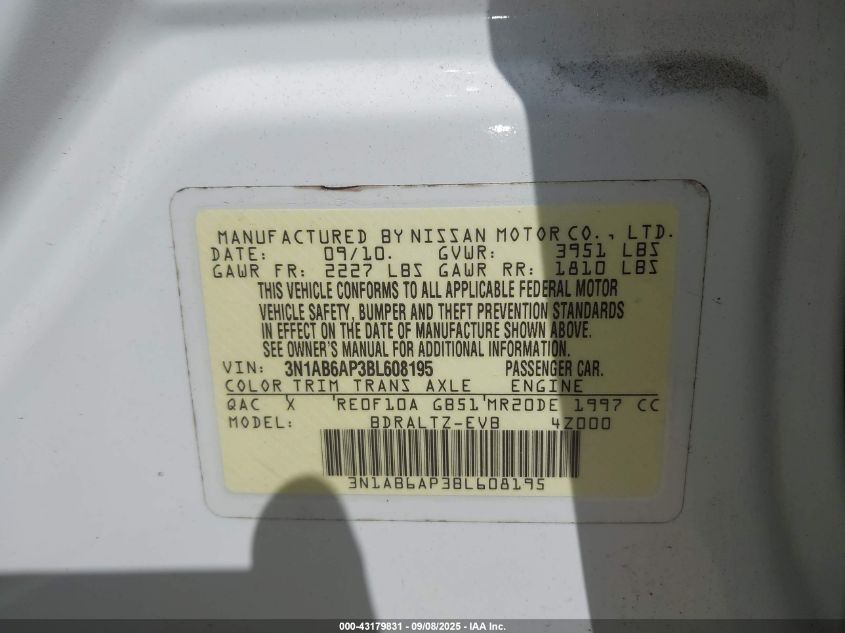 MANUFACTURED BY NISSAN MOTOR CO., LTD.
DATE: 09/10. GVWR: 3951 LBS
GAWR FR: 2227 LBS GAWR RR: 1810 LBS
THIS VEHICLE CONFORMS TO ALL APPLICABLE FEDERAL MOTOR
VEHICLE SAFETY, BUMPER AND THEFT PREVENTION STANDARDS
IN EFFECT ON THE DATE OF MANUFACTURE SHOWN ABOVE.
SEE OWNER'S MANUAL FOR ADDITIONAL INFORMATION.
VIN: 3N1AB6AP3BL608195 PASSENGER CAR.
COLOR TRIM TRANS AXLE ENGINE
QAC X 'RE0F10A GB51'MR20DE 1997 CC
MODEL: BDRALTZ-EVB 4Z000
3N1AB6AP3BL608195
000-43179831 - 09/08/2025 - IAA Inc.